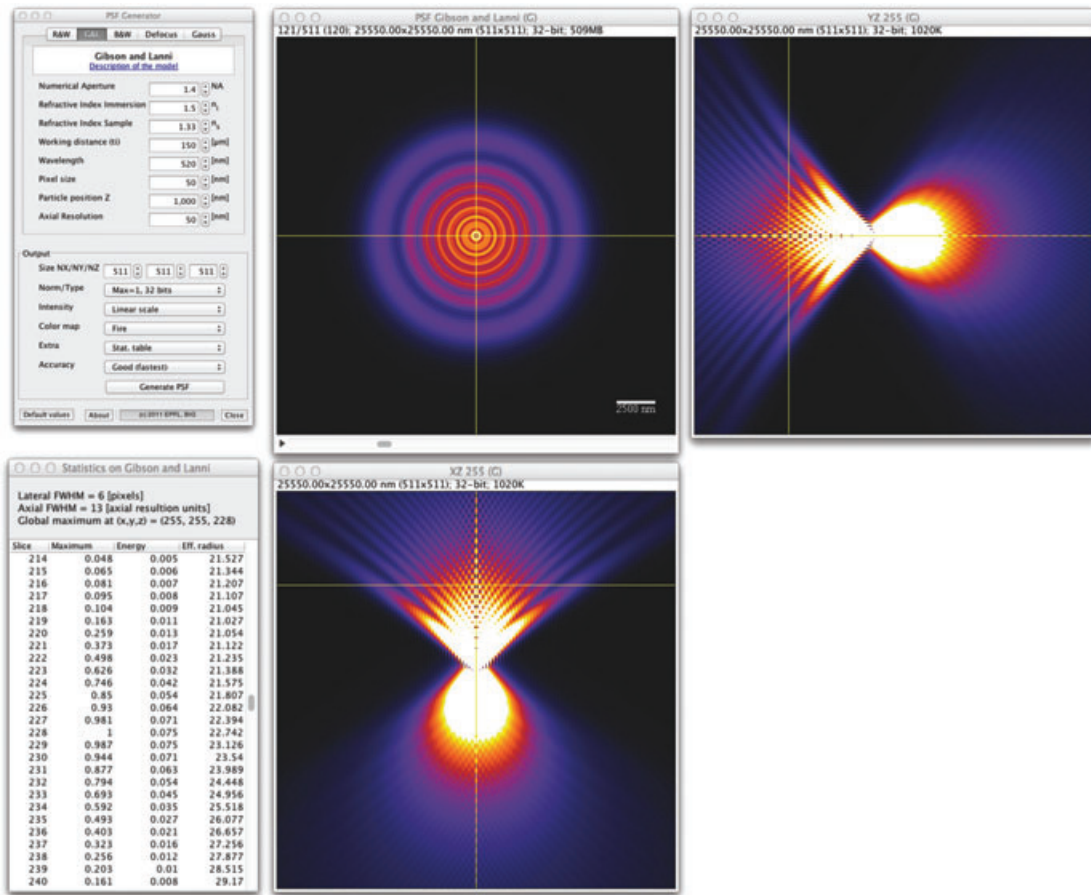 PSF Generator
R&W G&L B&W Defocus Gauss
Gibson and Lanni
Description of the model
Numerical Aperture 1.4 NA
Refractive Index Immersion 1.5 ni
Refractive Index Sample 1.33 ns
Working distance (ti) 150 [µm]
Wavelength 520 [nm]
Pixel size 50 [nm]
Particle position Z 1,000 [nm]
Axial Resolution 50 [nm]
Output
Size NX/NY/NZ 511 511 511
Norm/Type Max=1, 32 bits
Intensity Linear scale
Color map Fire
Extra Stat. table
Accuracy Good (fastest)
Generate PSF
Default values About (c) 2011 EPFL, BIG Close
PSF Gibson and Lanni (G)
121/511 (120); 25550.00x25550.00 nm (511x511); 32-bit; 509MB
2500 nm
YZ 255 (G)
25550.00x25550.00 nm (511x511); 32-bit; 1020K
Statistics on Gibson and Lanni
Lateral FWHM = 6 [pixels]
Axial FWHM = 13 [axial resultion units]
Global maximum at (x,y,z) = (255, 255, 228)
Slice Maximum Energy Eff. radius
214 0.048 0.005 21.527
215 0.065 0.006 21.344
216 0.081 0.007 21.207
217 0.095 0.008 21.107
218 0.104 0.009 21.045
219 0.163 0.011 21.027
220 0.259 0.013 21.054
221 0.373 0.017 21.122
222 0.498 0.023 21.235
223 0.626 0.032 21.388
224 0.746 0.042 21.575
225 0.85 0.054 21.807
226 0.93 0.064 22.082
227 0.981 0.071 22.394
228 1 0.075 22.742
229 0.987 0.075 23.126
230 0.944 0.071 23.54
231 0.877 0.063 23.989
232 0.794 0.054 24.448
233 0.693 0.045 24.956
234 0.592 0.035 25.518
235 0.493 0.027 26.077
236 0.403 0.021 26.657
237 0.323 0.016 27.256
238 0.256 0.012 27.877
239 0.203 0.01 28.515
240 0.161 0.008 29.17
XZ 255 (G)
25550.00x25550.00 nm (511x511); 32-bit; 1020K